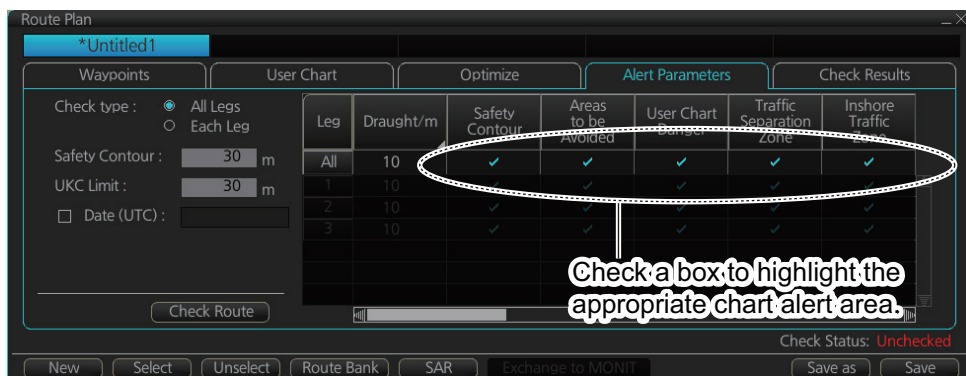 Route Plan
*Untitled1
Waypoints User Chart Optimize Alert Parameters Check Results
Check type : All Legs
Each Leg
Safety Contour : 30 m
UKC Limit : 30 m
Date (UTC) :
Check Route
Leg Draught/m Safety Contour Areas to be Avoided User Chart Danger Traffic Separation Zone Inshore Traffic Zone
All 10 ✓ ✓ ✓ ✓ ✓
1 10 ✓ ✓ ✓ ✓ ✓
2 10 ✓ ✓ ✓ ✓ ✓
3 10 ✓ ✓ ✓ ✓ ✓
Check a box to highlight the
appropriate chart alert area.
Check Status: Unchecked
New Select Unselect Route Bank SAR Exchange to MONIT Save as Save